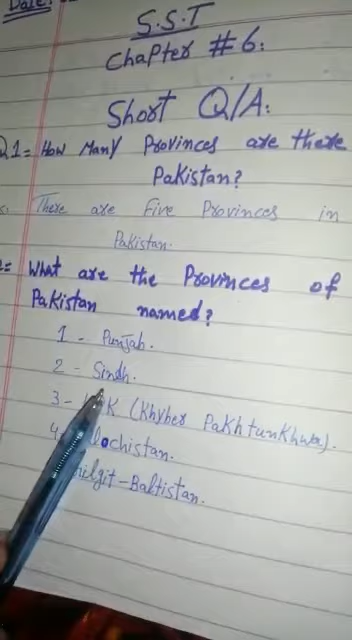 Date:
S.S.T
Chapter #6:
Short Q/A:
Q1= How Many Provinces are there
Pakistan?
There are Five Provinces in
Pakistan.
What are the Provinces of
Pakistan named?
1 - Punjab.
2 - Sindh.
3 - K (Khyber Pakhtunkhwa).
4 lochistan.
ilgit-Baltistan.